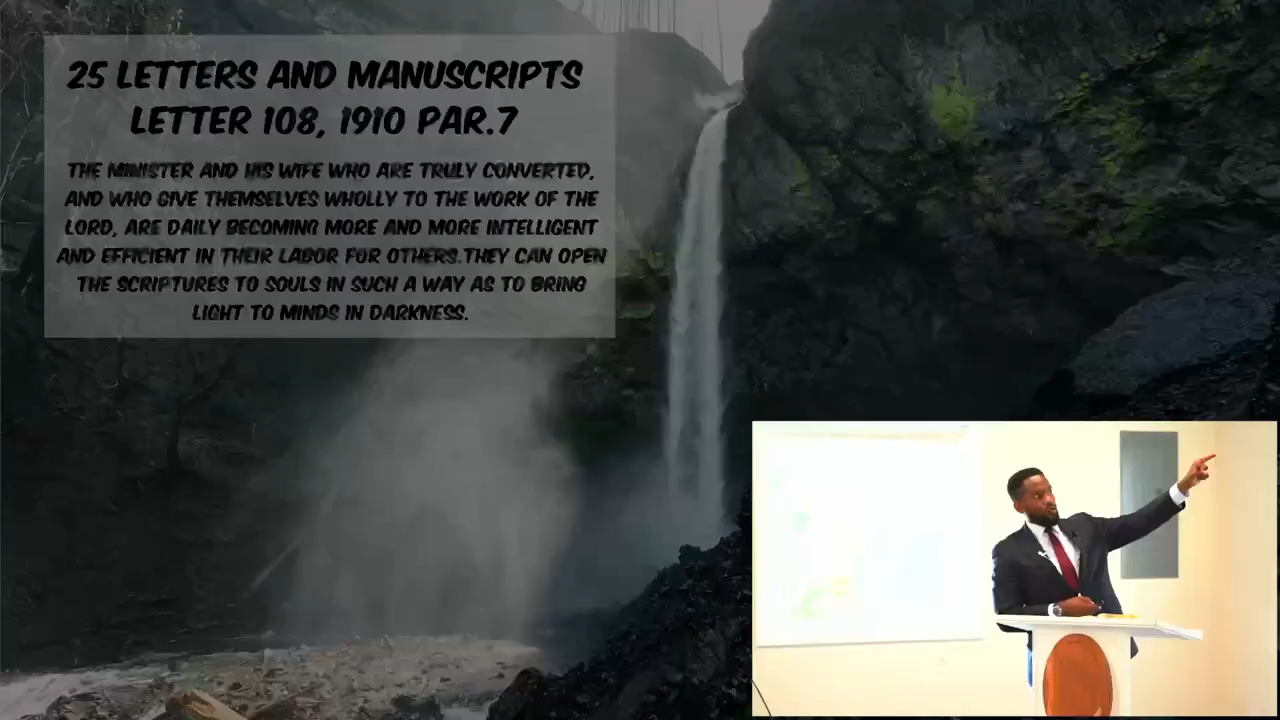 25 LETTERS AND MANUSCRIPTS
LETTER 108, 1910 PAR.7
THE MINISTER AND HIS WIFE WHO ARE TRULY CONVERTED,
AND WHO GIVE THEMSELVES WHOLLY TO THE WORK OF THE
LORD, ARE DAILY BECOMING MORE AND MORE INTELLIGENT
AND EFFICIENT IN THEIR LABOR FOR OTHERS.THEY CAN OPEN
THE SCRIPTURES TO SOULS IN SUCH A WAY AS TO BRING
LIGHT TO MINDS IN DARKNESS.